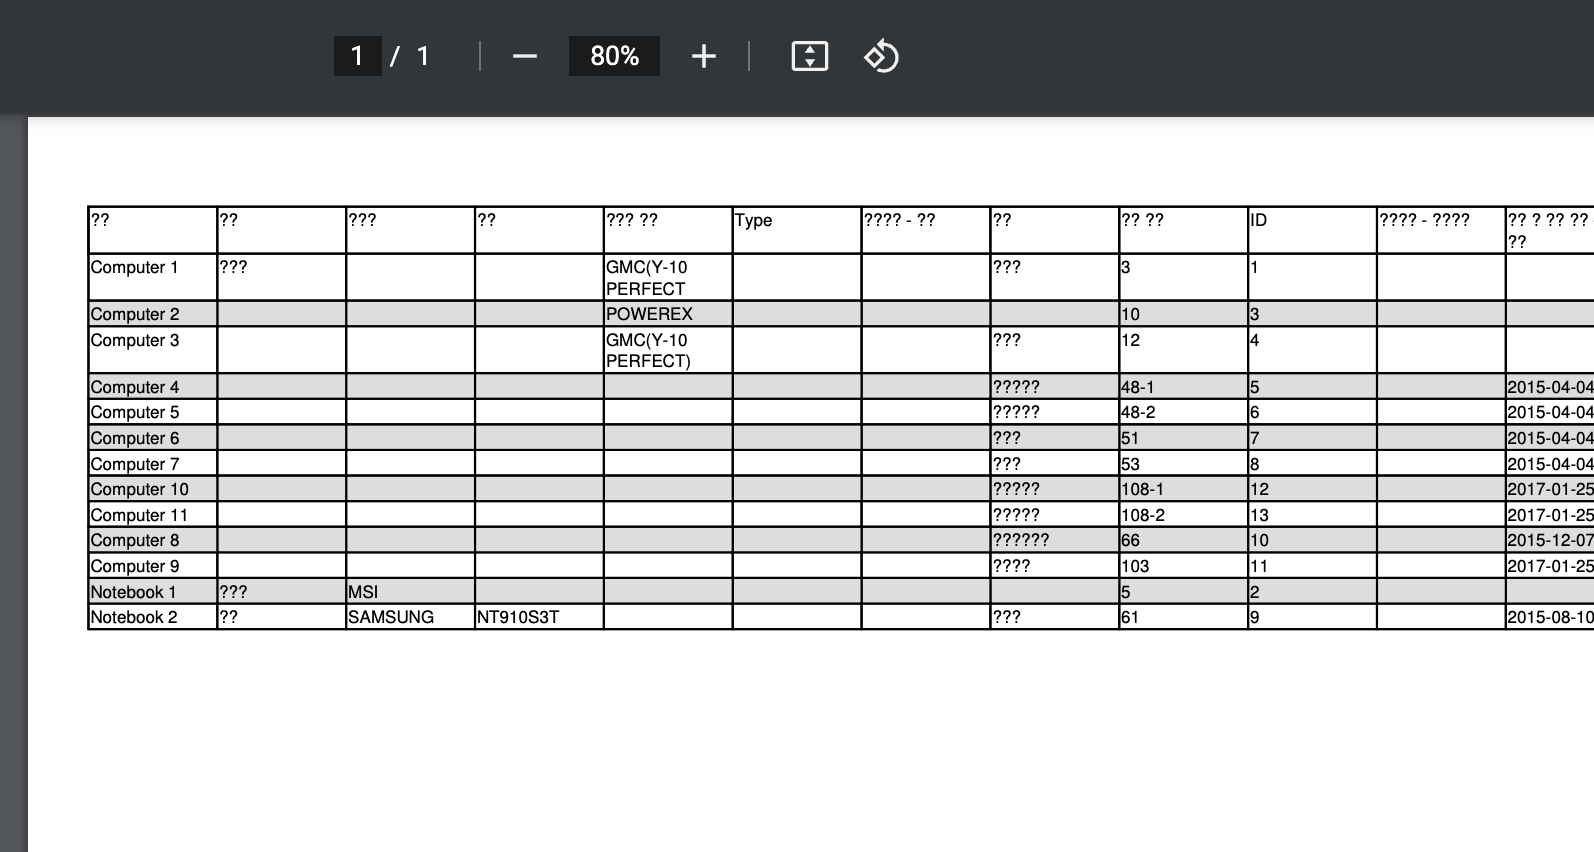 1 / 1 80%
?? ?? ??? ?? ??? ?? Type ???? - ?? ?? ?? ?? ID ???? - ???? ?? ? ?? ??
??
Computer 1 ??? GMC(Y-10 ??? 3 1
PERFECT
Computer 2 POWEREX 10 3
Computer 3 GMC(Y-10 ??? 12 4
PERFECT)
Computer 4 ????? 48-1 5 2015-04-04
Computer 5 ????? 48-2 6 2015-04-04
Computer 6 ??? 51 7 2015-04-04
Computer 7 ??? 53 8 2015-04-04
Computer 10 ????? 108-1 12 2017-01-25
Computer 11 ????? 108-2 13 2017-01-25
Computer 8 ?????? 66 10 2015-12-07
Computer 9 ???? 103 11 2017-01-25
Notebook 1 ??? MSI 5 2
Notebook 2 ?? SAMSUNG NT910S3T ??? 61 9 2015-08-10